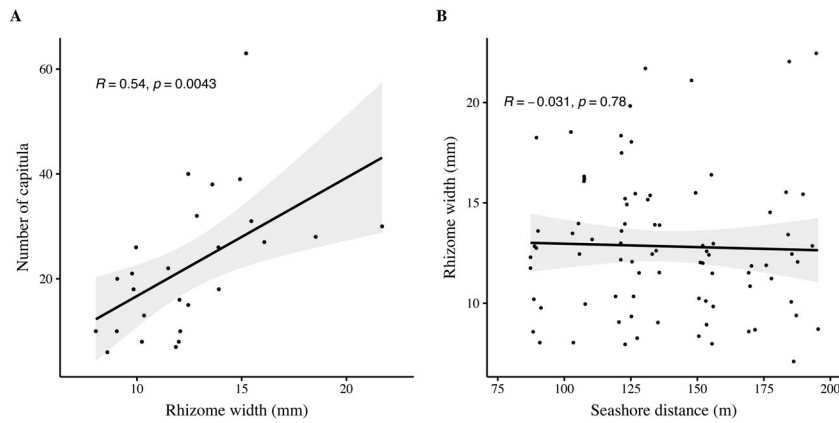 A
R = 0.54, p = 0.0043
60
40
20
Number of capitula
10
15
20
Rhizome width (mm)
B
R = −0.031, p = 0.78
20
15
10
Rhizome width (mm)
75
100
125
150
175
200
Seashore distance (m)